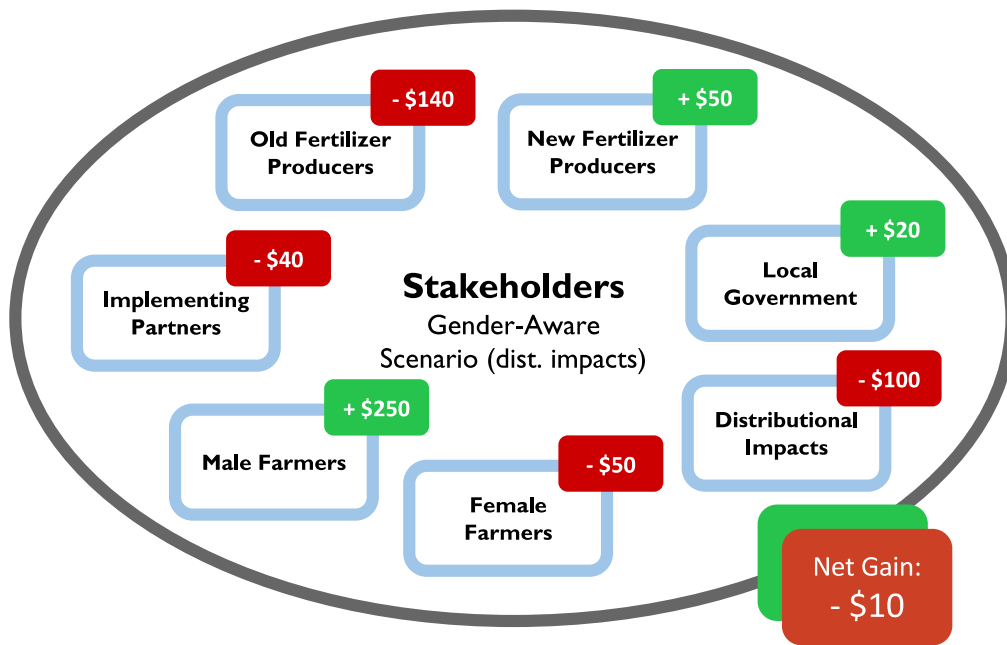 - $140
Old Fertilizer
Producers
+ $50
New Fertilizer
Producers
+ $20
Local
Government
- $40
Implementing
Partners
Stakeholders
Gender-Aware
Scenario (dist. impacts)
- $100
Distributional
Impacts
+ $250
Male Farmers
- $50
Female
Farmers
Net Gain:
- $10